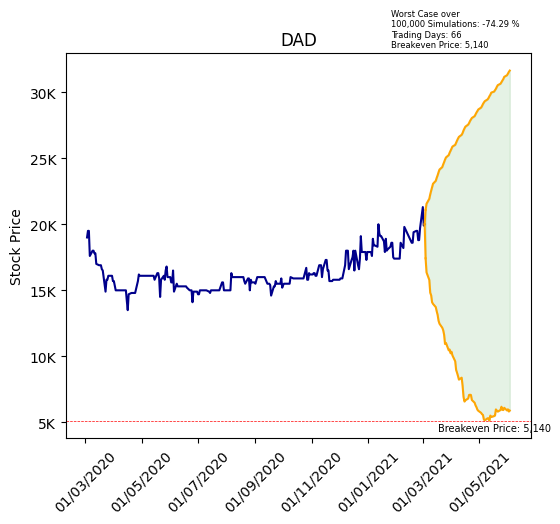 Worst Case over
100,000 Simulations: -74.29 %
Trading Days: 66
Breakeven Price: 5,140
DAD
Stock Price
30K
25K
20K
15K
10K
5K
Breakeven Price: 5,140
01/03/2020
01/05/2020
01/07/2020
01/09/2020
01/11/2020
01/01/2021
01/03/2021
01/05/2021